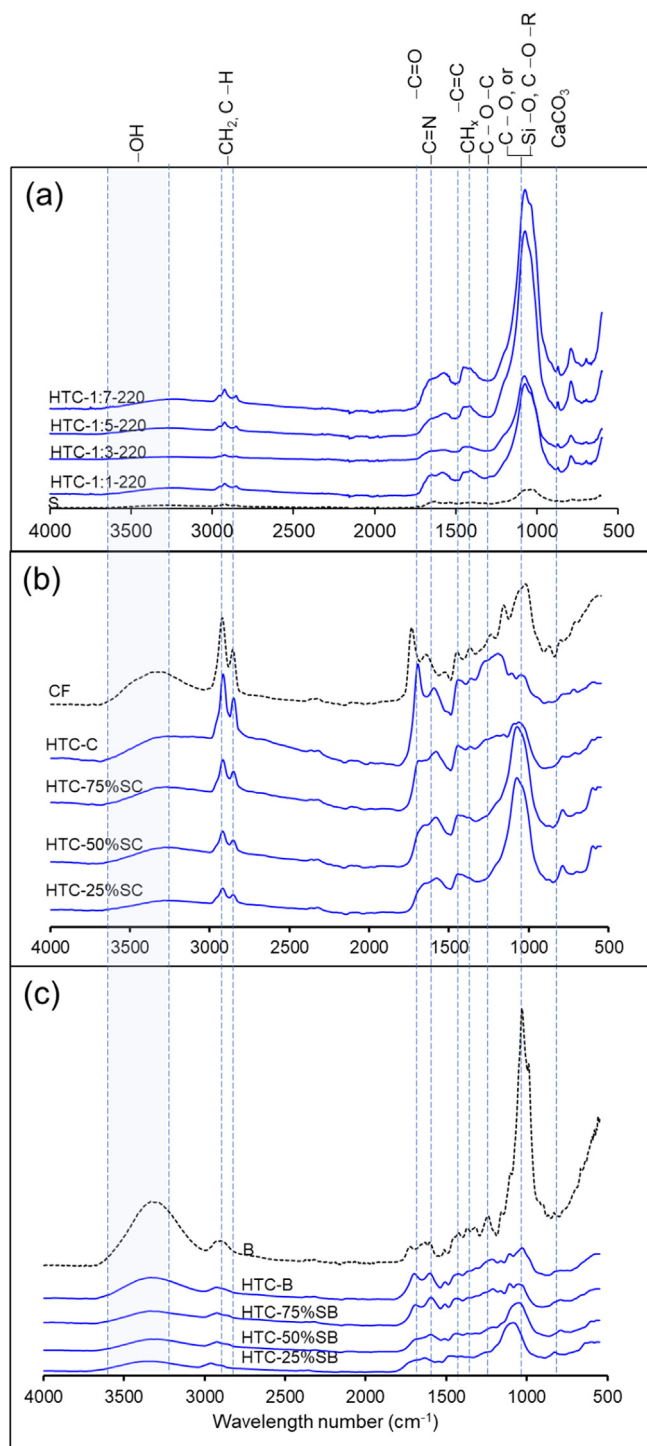 –OH
–CH2, C –H
–C=O
–C=N
–C=C
CHx
C – O –C
C – O, or
Si –O, C –O –R
CaCO3
(a)
HTC-1:7-220
HTC-1:5-220
HTC-1:3-220
HTC-1:1-220
S
4000 3500 3000 2500 2000 1500 1000 500
(b)
CF
HTC-C
HTC-75%SC
HTC-50%SC
HTC-25%SC
4000 3500 3000 2500 2000 1500 1000 500
(c)
B
HTC-B
HTC-75%SB
HTC-50%SB
HTC-25%SB
4000 3500 3000 2500 2000 1500 1000 500
Wavelength number (cm-1)